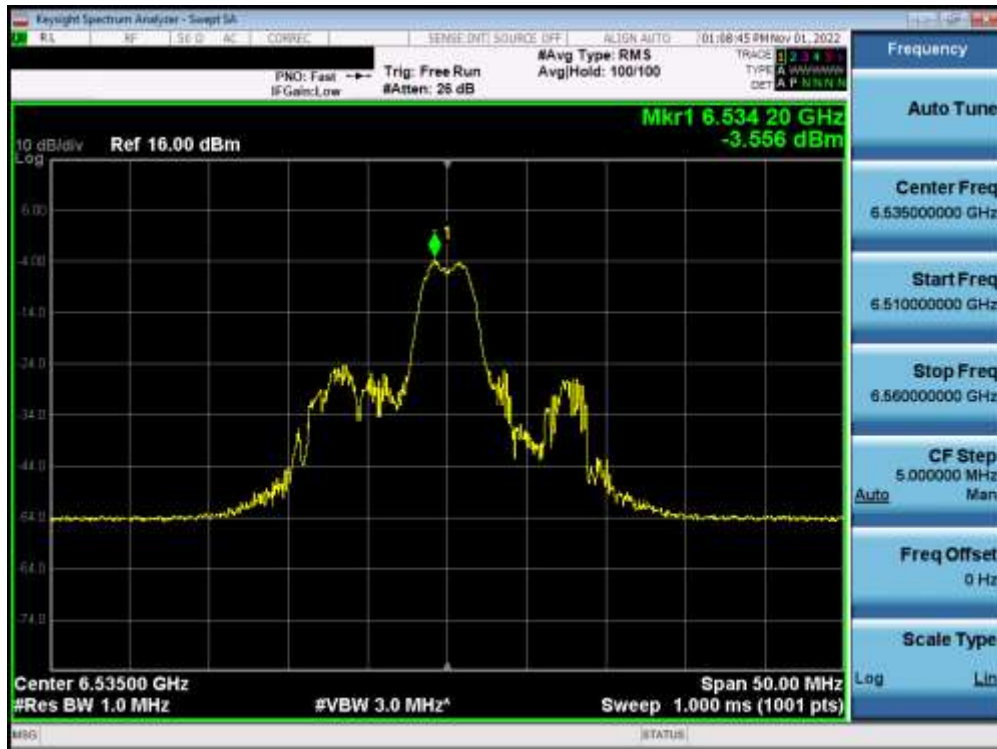 Keysight Spectrum Analyzer - Swept SA
RL RF 50 Ω AC CORREC SENSE:INT SOURCE OFF ALIGN AUTO 01:08:45 PM Nov 01, 2022
PNO: Fast Trig: Free Run #Avg Type: RMS TRACE 1 2 3 4 5 6
IFGain:Low #Atten: 26 dB Avg|Hold: 100/100 TYPE A WWWWW
DET A P N N N N
Mkr1 6.534 20 GHz
-3.556 dBm
10 dB/div Ref 16.00 dBm
Log
6.00
1
-4.00
-14.0
-24.0
-34.0
-44.0
-54.0
-64.0
-74.0
Center 6.53500 GHz Span 50.00 MHz
#Res BW 1.0 MHz #VBW 3.0 MHz* Sweep 1.000 ms (1001 pts)
MSG STATUS
Frequency
Auto Tune
Center Freq
6.535000000 GHz
Start Freq
6.510000000 GHz
Stop Freq
6.560000000 GHz
CF Step
5.000000 MHz
Auto Man
Freq Offset
0 Hz
Scale Type
Log Lin